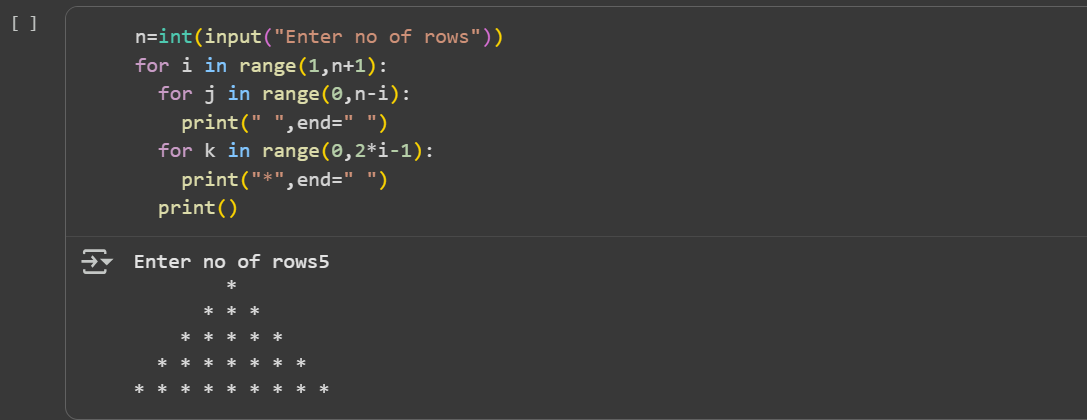 [ ]
n=int(input("Enter no of rows"))
for i in range(1,n+1):
  for j in range(0,n-i):
    print(" ",end=" ")
  for k in range(0,2*i-1):
    print("*",end=" ")
  print()
Enter no of rows5
        *
      * * *
    * * * * *
  * * * * * * *
* * * * * * * * *